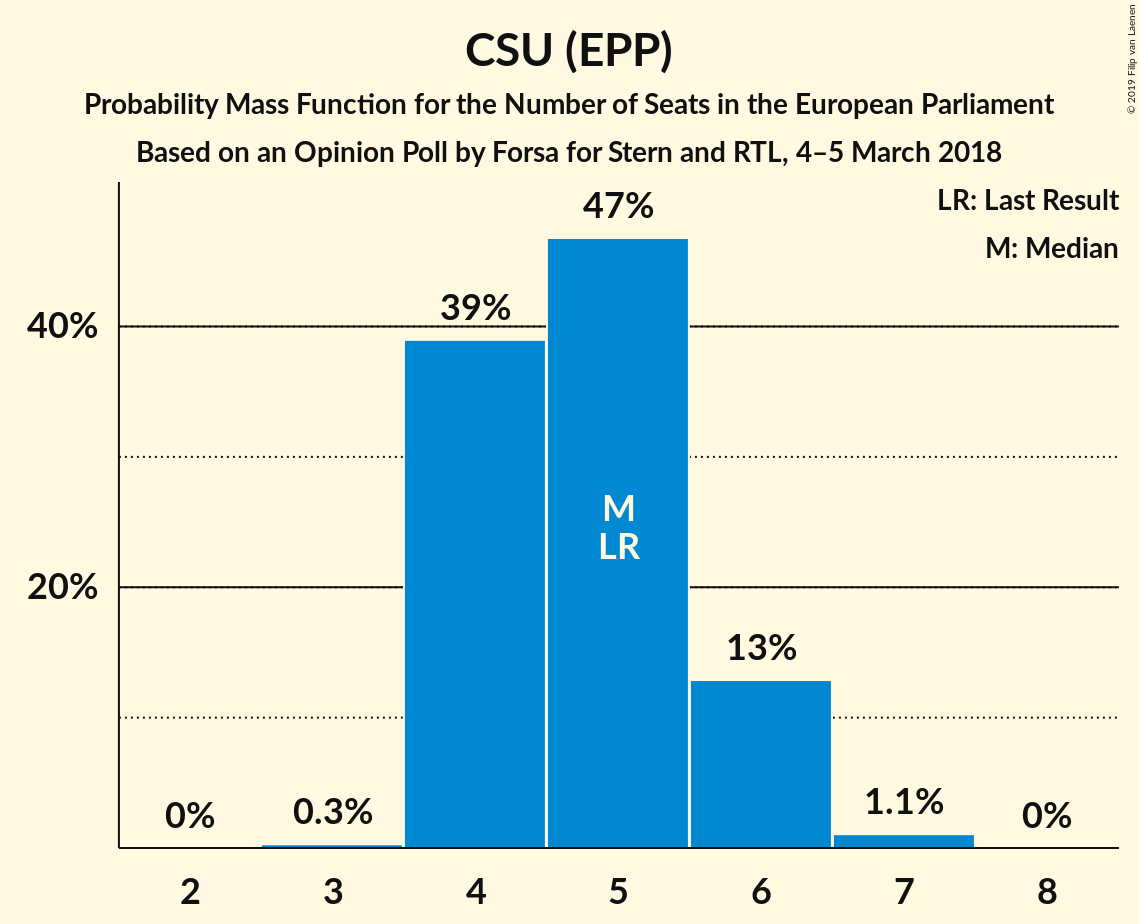 CSU (EPP)
Probability Mass Function for the Number of Seats in the European Parliament
Based on an Opinion Poll by Forsa for Stern and RTL, 4–5 March 2018
© 2019 Filip van Laenen
LR: Last Result
M: Median
47%
39%
40%
M
LR
20%
13%
0%
0.3%
1.1%
0%
2 3 4 5 6 7 8